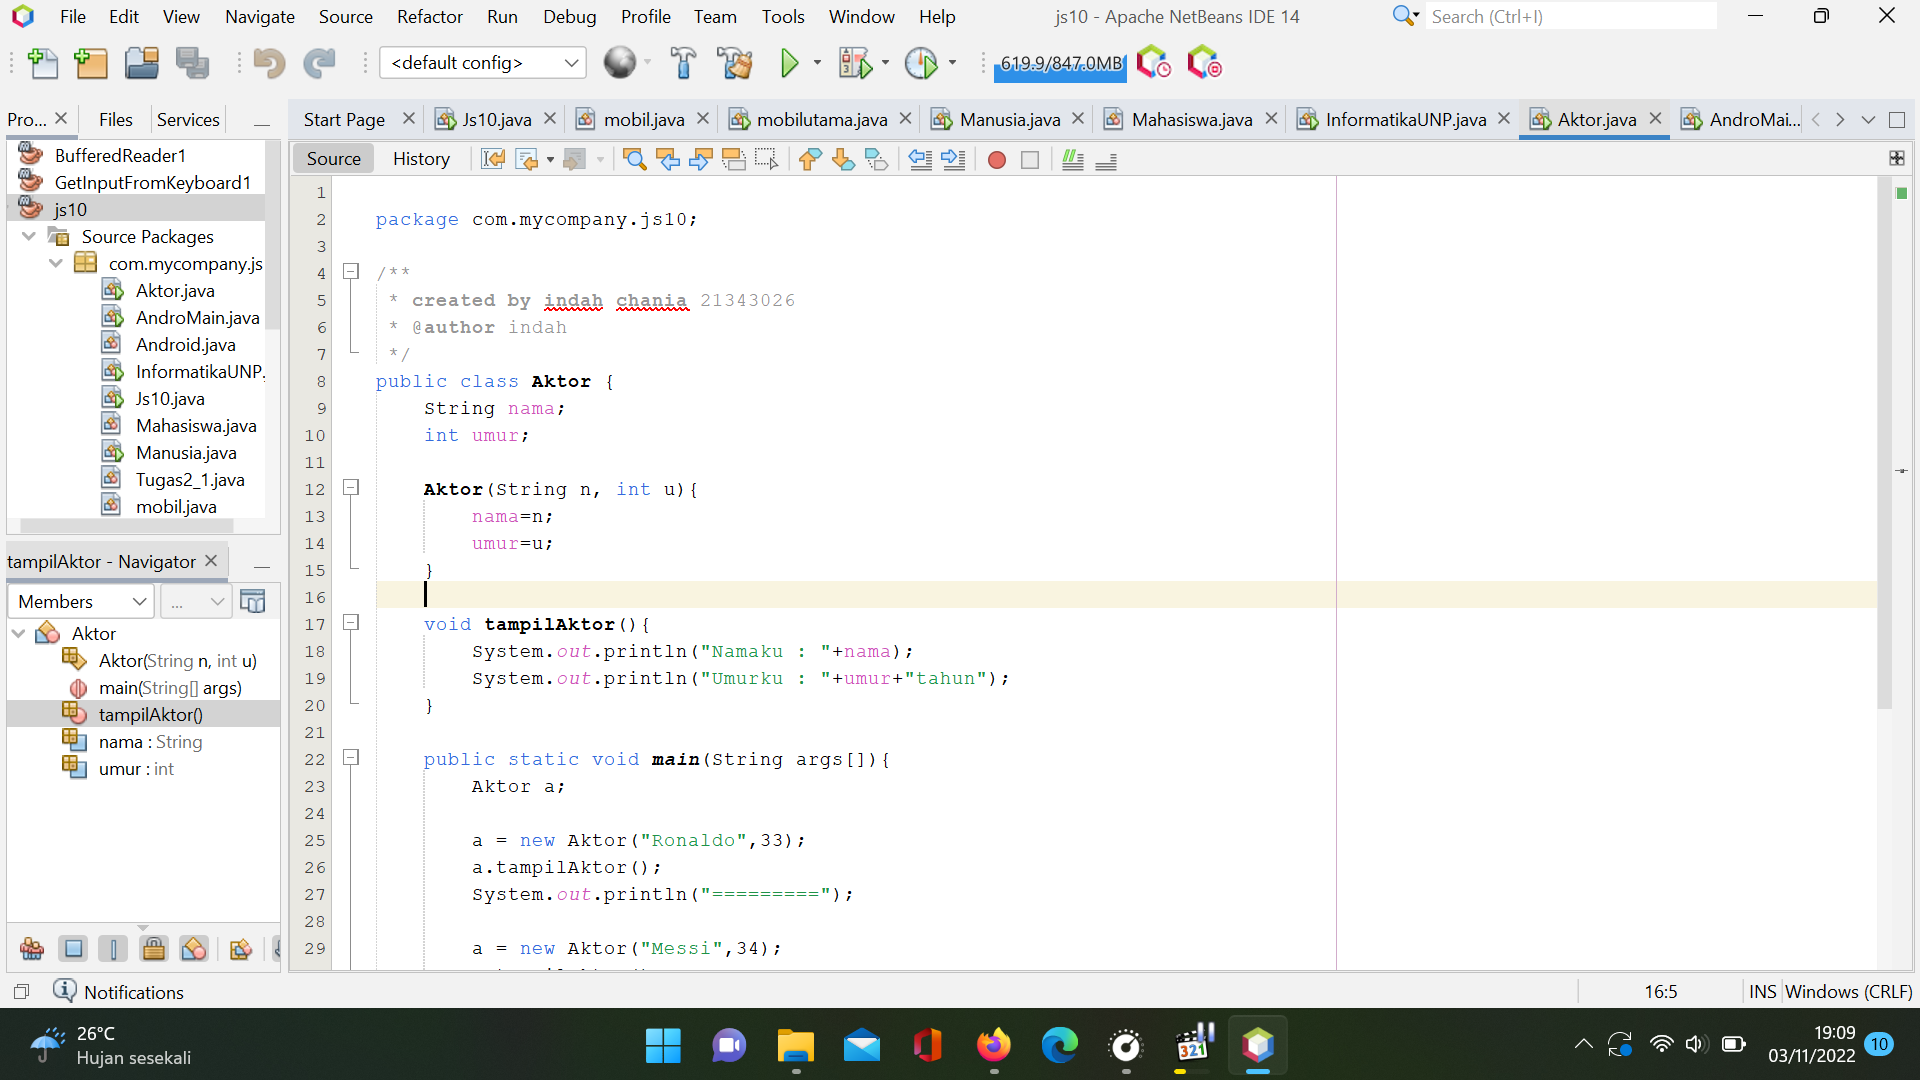 File Edit View Navigate Source Refactor Run Debug Profile Team Tools Window Help js10 - Apache NetBeans IDE 14 Search (Ctrl+I)
<default config> 619.9/847.0MB
Pro... Files Services Start Page Js10.java mobil.java mobilutama.java Manusia.java Mahasiswa.java InformatikaUNP.java Aktor.java AndroMai...
Source History
BufferedReader1
GetInputFromKeyboard1
js10
Source Packages
com.mycompany.js
Aktor.java
AndroMain.java
Android.java
InformatikaUNP.
Js10.java
Mahasiswa.java
Manusia.java
Tugas2_1.java
mobil.java
tampilAktor - Navigator
Members ...
Aktor
Aktor(String n, int u)
main(String[] args)
tampilAktor()
nama : String
umur : int
1
2 package com.mycompany.js10;
3
4 /**
5 * created by indah chania 21343026
6 * @author indah
7 */
8 public class Aktor {
9 String nama;
10 int umur;
11
12 Aktor(String n, int u){
13 nama=n;
14 umur=u;
15 }
16
17 void tampilAktor(){
18 System.out.println("Namaku : "+nama);
19 System.out.println("Umurku : "+umur+"tahun");
20 }
21
22 public static void main(String args[]){
23 Aktor a;
24
25 a = new Aktor("Ronaldo",33);
26 a.tampilAktor();
27 System.out.println("=========");
28
29 a = new Aktor("Messi",34);
Notifications 16:5 INS Windows (CRLF)
26°C
Hujan sesekali
321
19:09
03/11/2022
10